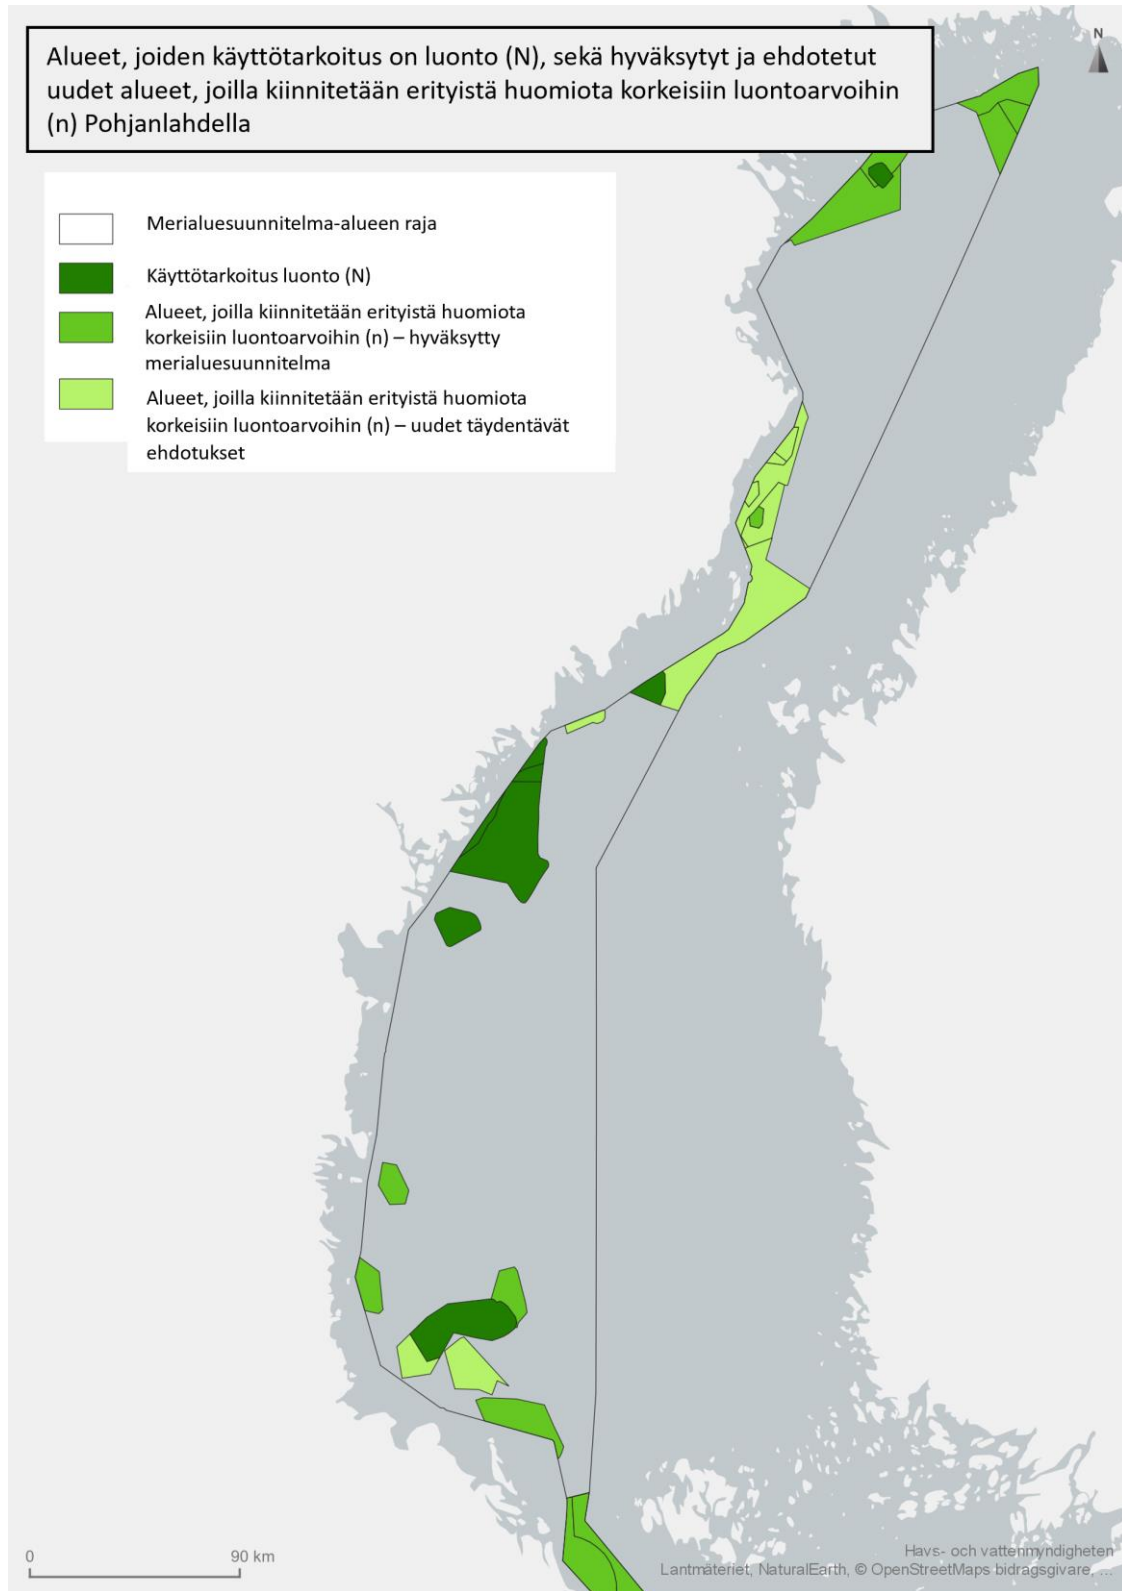 Alueet, joiden käyttötarkoitus on luonto (N), sekä hyväksytyt ja ehdotetut
uudet alueet, joilla kiinnitetään erityistä huomiota korkeisiin luontoarvoihin
(n) Pohjanlahdella
N
Merialuesuunnitelma-alueen raja
Käyttötarkoitus luonto (N)
Alueet, joilla kiinnitetään erityistä huomiota
korkeisiin luontoarvoihin (n) – hyväksytty
merialuesuunnitelma
Alueet, joilla kiinnitetään erityistä huomiota
korkeisiin luontoarvoihin (n) – uudet täydentävät
ehdotukset
0 90 km
Havs- och vattenmyndigheten
Lantmäteriet, NaturalEarth, © OpenStreetMaps bidragsgivare, ...